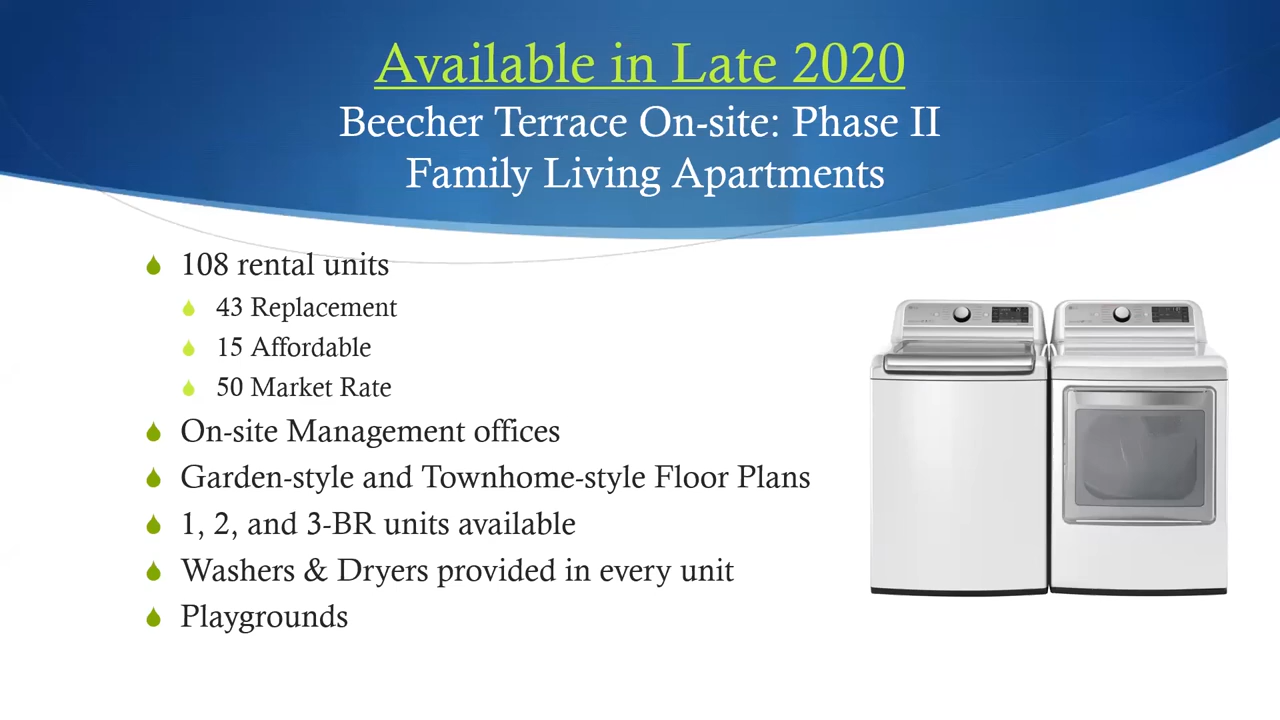 Available in Late 2020
Beecher Terrace On-site: Phase II
Family Living Apartments
108 rental units
43 Replacement
15 Affordable
50 Market Rate
On-site Management offices
Garden-style and Townhome-style Floor Plans
1, 2, and 3-BR units available
Washers & Dryers provided in every unit
Playgrounds